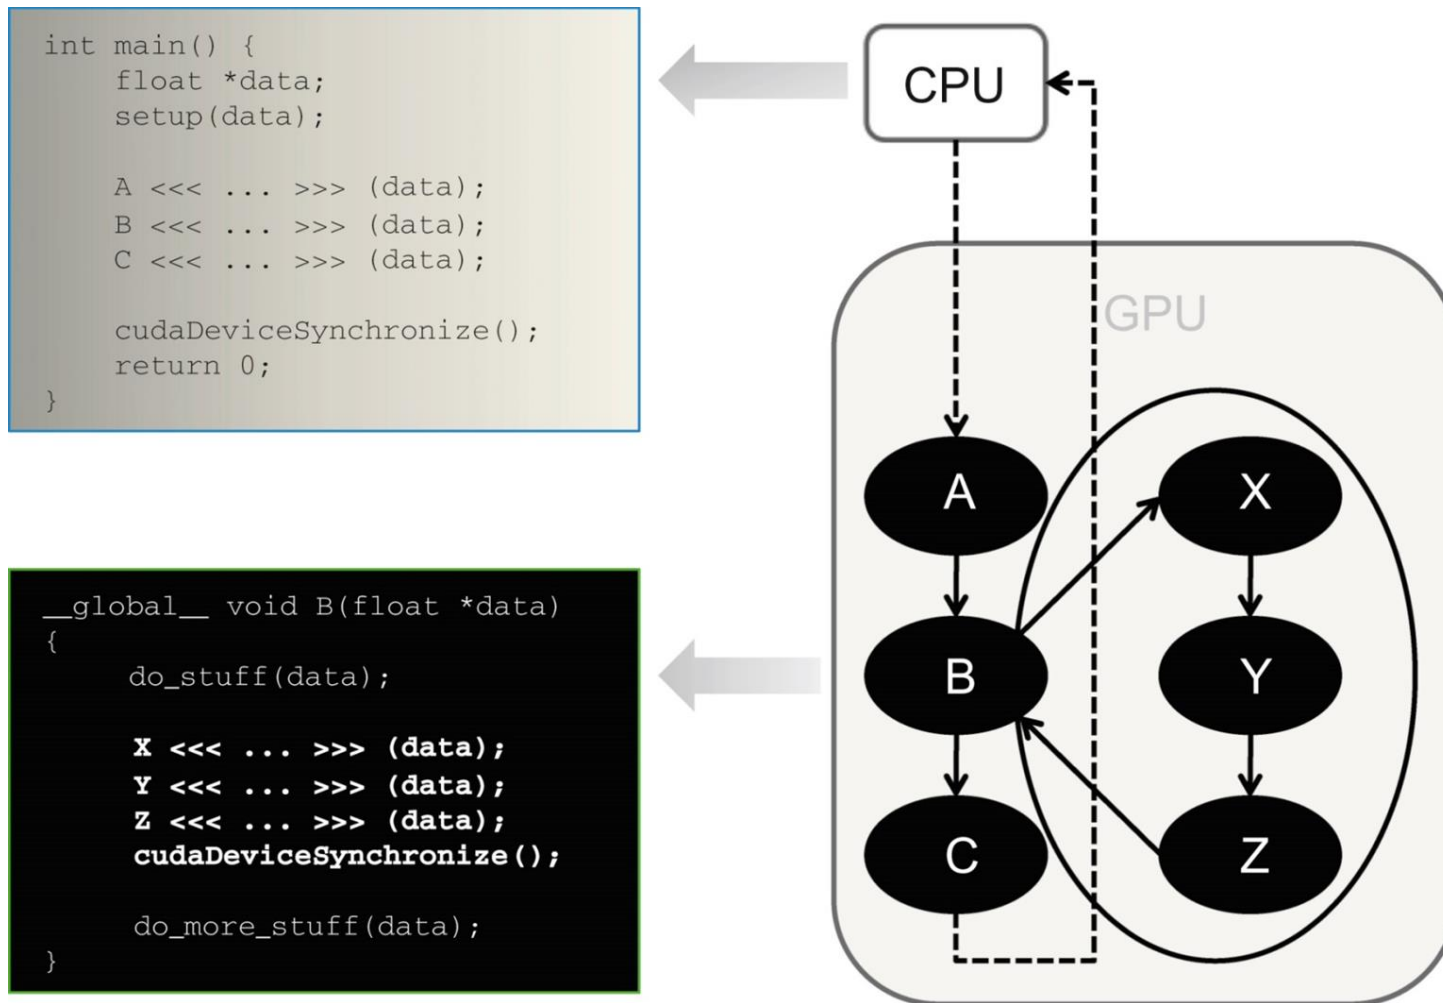 int main() {
float *data;
setup(data);
A <<< ... >>> (data);
B <<< ... >>> (data);
C <<< ... >>> (data);
cudaDeviceSynchronize();
return 0;
}
__global__ void B(float *data)
{
do_stuff(data);
X <<< ... >>> (data);
Y <<< ... >>> (data);
Z <<< ... >>> (data);
cudaDeviceSynchronize();
do_more_stuff(data);
}
CPU
GPU
A
X
B
Y
C
Z